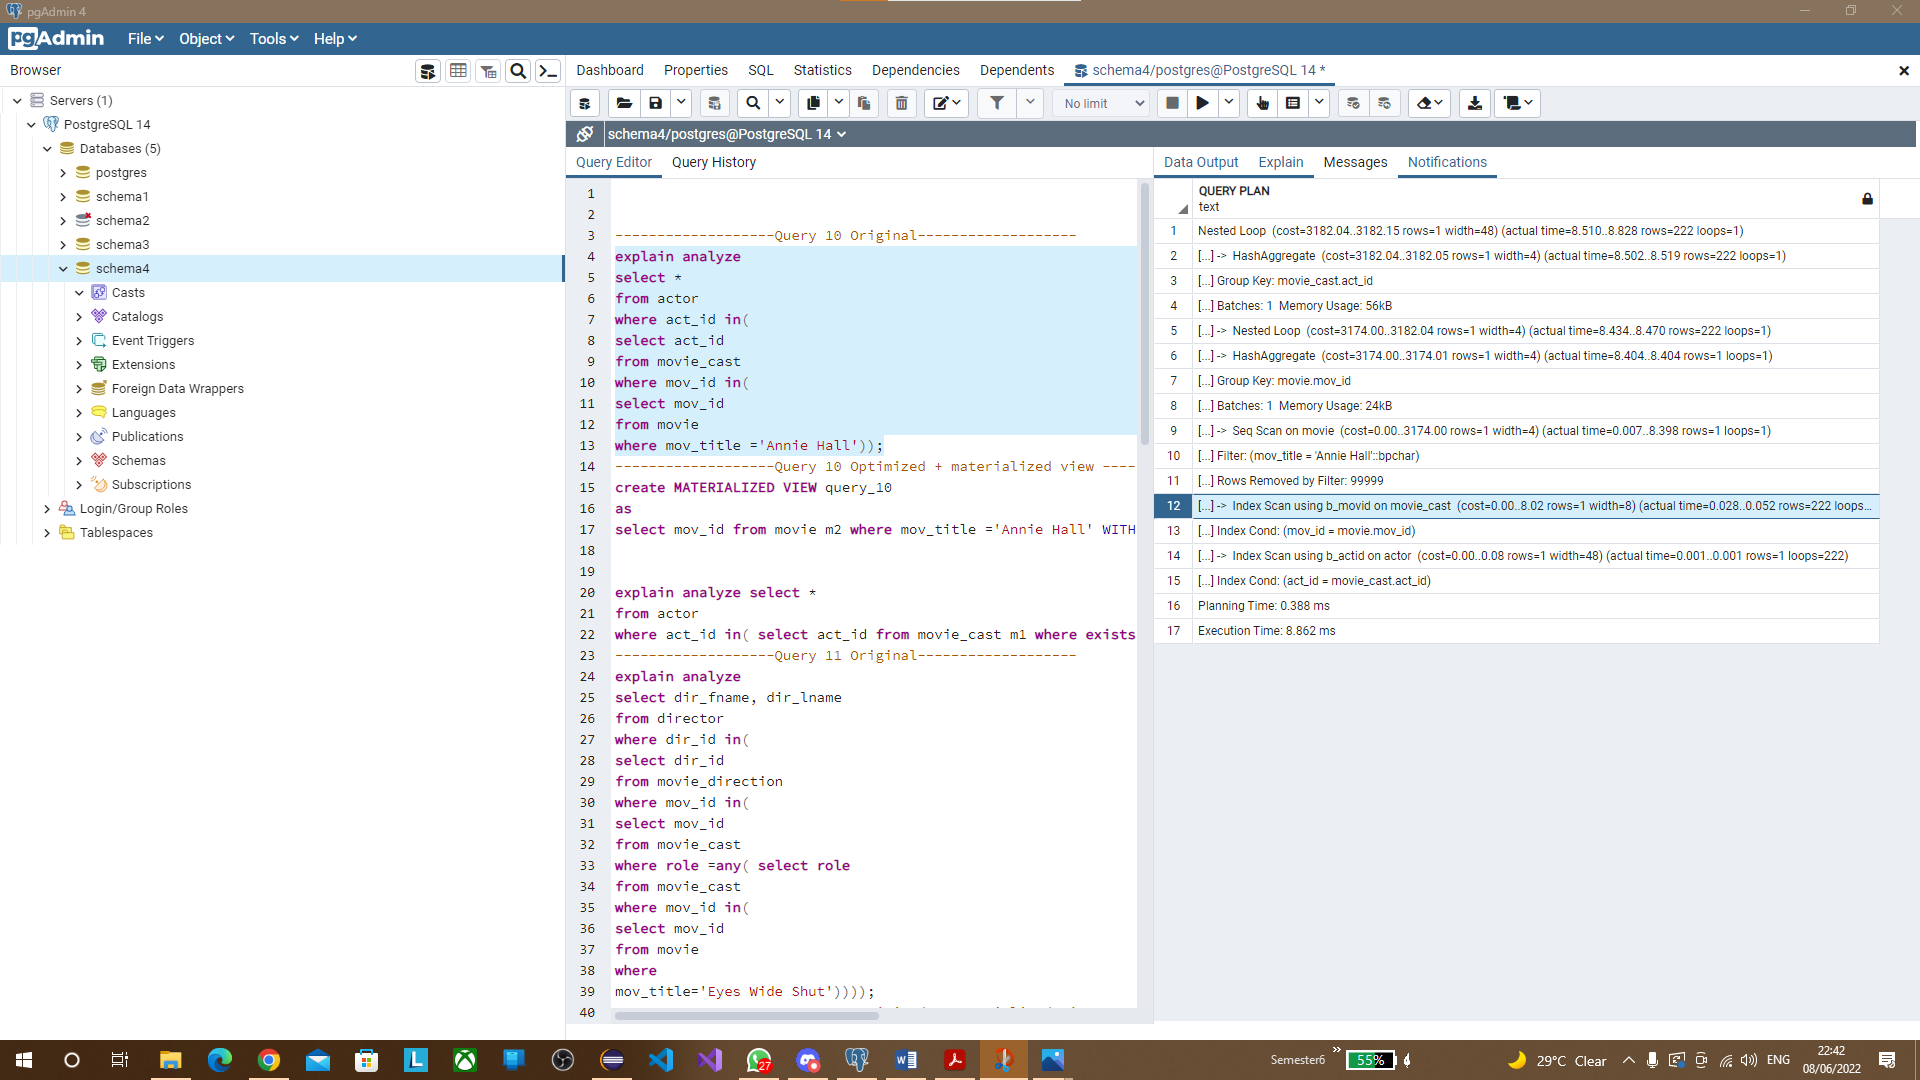 pgAdmin 4
pgAdmin File Object Tools Help
Browser
Dashboard Properties SQL Statistics Dependencies Dependents schema4/postgres@PostgreSQL 14 *
No limit
Servers (1)
PostgreSQL 14
Databases (5)
postgres
schema1
schema2
schema3
schema4
Casts
Catalogs
Event Triggers
Extensions
Foreign Data Wrappers
Languages
Publications
Schemas
Subscriptions
Login/Group Roles
Tablespaces
schema4/postgres@PostgreSQL 14
Query Editor Query History
1
2
3 -------------------Query 10 Original-------------------
4 explain analyze
5 select *
6 from actor
7 where act_id in(
8 select act_id
9 from movie_cast
10 where mov_id in(
11 select mov_id
12 from movie
13 where mov_title ='Annie Hall'));
14 -------------------Query 10 Optimized + materialized view ----
15 create MATERIALIZED VIEW query_10
16 as
17 select mov_id from movie m2 where mov_title ='Annie Hall' WITH
18
19
20 explain analyze select *
21 from actor
22 where act_id in( select act_id from movie_cast m1 where exists
23 -------------------Query 11 Original-------------------
24 explain analyze
25 select dir_fname, dir_lname
26 from director
27 where dir_id in(
28 select dir_id
29 from movie_direction
30 where mov_id in(
31 select mov_id
32 from movie_cast
33 where role =any( select role
34 from movie_cast
35 where mov_id in(
36 select mov_id
37 from movie
38 where
39 mov_title='Eyes Wide Shut'))));
40
Data Output Explain Messages Notifications
QUERY PLAN
text
1 Nested Loop (cost=3182.04..3182.15 rows=1 width=48) (actual time=8.510..8.828 rows=222 loops=1)
2 [...] -> HashAggregate (cost=3182.04..3182.05 rows=1 width=4) (actual time=8.502..8.519 rows=222 loops=1)
3 [...] Group Key: movie_cast.act_id
4 [...] Batches: 1 Memory Usage: 56kB
5 [...] -> Nested Loop (cost=3174.00..3182.04 rows=1 width=4) (actual time=8.434..8.470 rows=222 loops=1)
6 [...] -> HashAggregate (cost=3174.00..3174.01 rows=1 width=4) (actual time=8.404..8.404 rows=1 loops=1)
7 [...] Group Key: movie.mov_id
8 [...] Batches: 1 Memory Usage: 24kB
9 [...] -> Seq Scan on movie (cost=0.00..3174.00 rows=1 width=4) (actual time=0.007..8.398 rows=1 loops=1)
10 [...] Filter: (mov_title = 'Annie Hall'::bpchar)
11 [...] Rows Removed by Filter: 99999
12 [...] -> Index Scan using b_movid on movie_cast (cost=0.00..8.02 rows=1 width=8) (actual time=0.028..0.052 rows=222 loops...
13 [...] Index Cond: (mov_id = movie.mov_id)
14 [...] -> Index Scan using b_actid on actor (cost=0.00..0.08 rows=1 width=48) (actual time=0.001..0.001 rows=1 loops=222)
15 [...] Index Cond: (act_id = movie_cast.act_id)
16 Planning Time: 0.388 ms
17 Execution Time: 8.862 ms
L
27
Semester6
55%
29°C Clear
ENG
22:42
08/06/2022